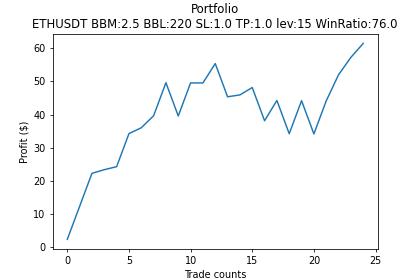 Portfolio
ETHUSDT BBM:2.5 BBL:220 SL:1.0 TP:1.0 lev:15 WinRatio:76.0
60
50
40
30
20
10
0
Profit ($)
0 5 10 15 20 25
Trade counts